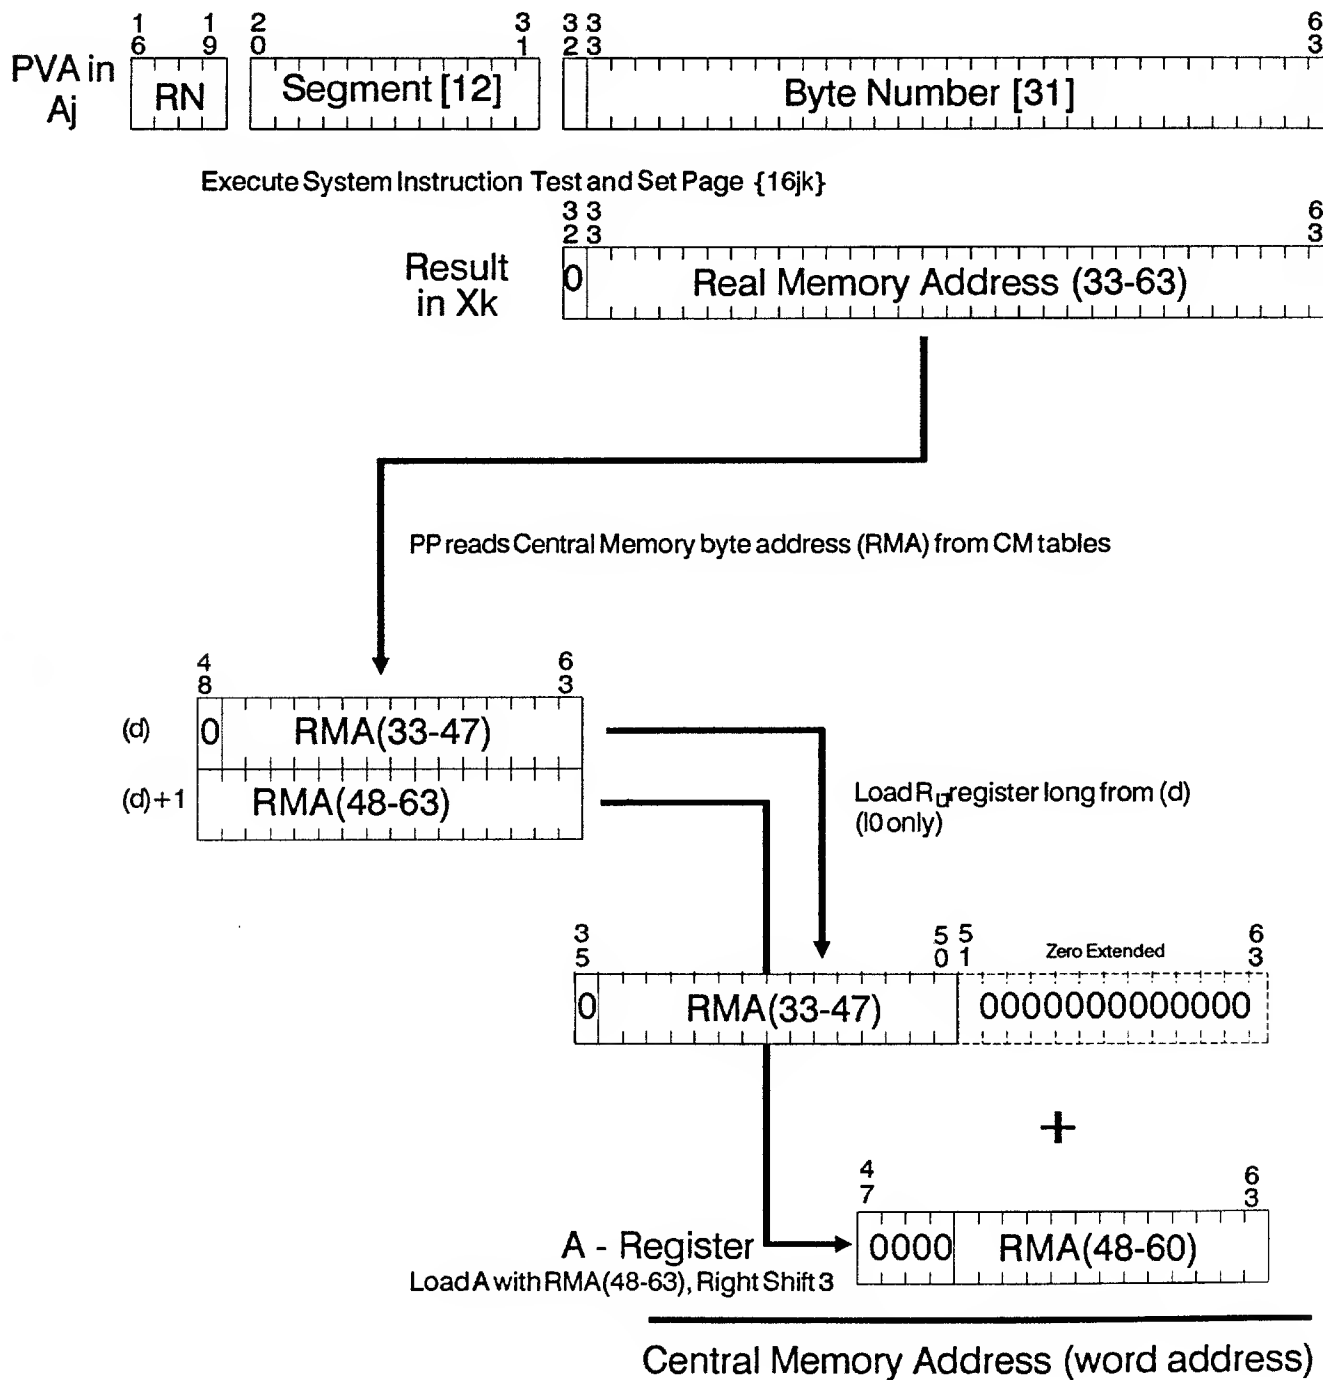 1 1 2 3 3 3 6
6 9 0 1 2 3 3
PVA in
Aj
RN
Segment [12]
Byte Number [31]
Execute System Instruction Test and Set Page {16jk}
3 3 6
2 3 3
Result
in Xk
0
Real Memory Address (33-63)
PP reads Central Memory byte address (RMA) from CM tables
4 6
8 3
(d)
0
RMA(33-47)
(d)+1
RMA(48-63)
Load R register long from (d)
(I0 only)
3 5 5 6
5 0 1 3
Zero Extended
0
RMA(33-47)
0000000000000
+
4 6
7 3
A - Register
0000
RMA(48-60)
Load A with RMA(48-63), Right Shift 3
Central Memory Address (word address)